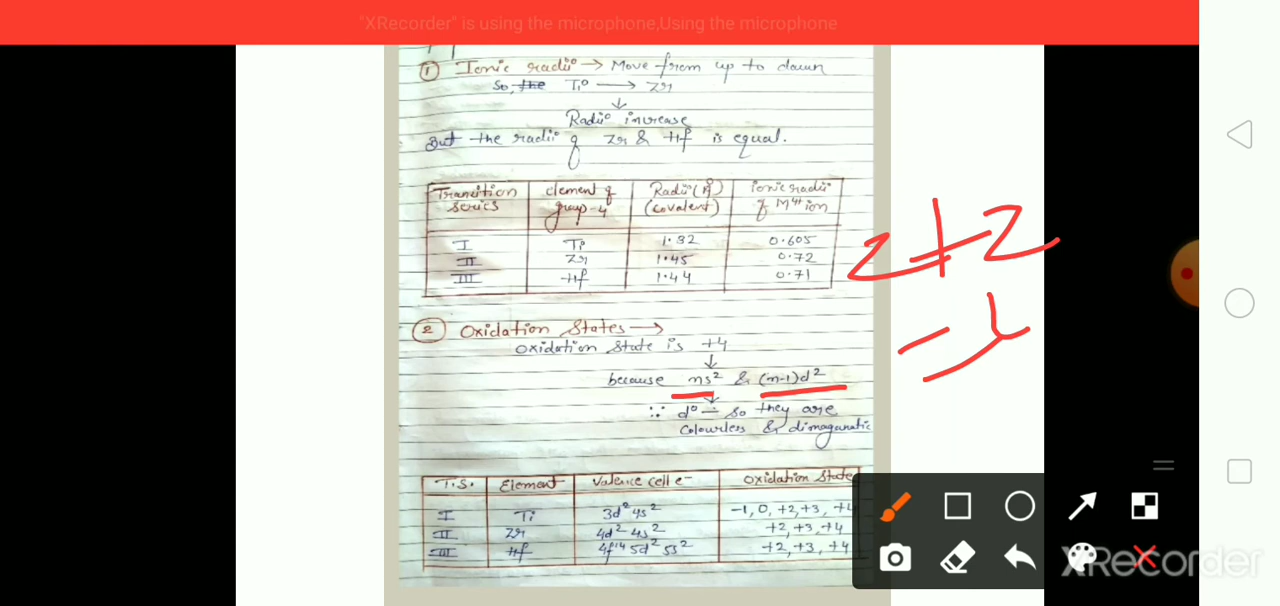 "XRecorder" is using the microphone,Using the microphone
① Ionic radii → Move from up to down
so, the Ti → Zr
↓
Radii increase
But the radii of Zr & Hf is equal.
Transition series | element of group-4 | Radii (Å) (covalent) | ionic radii of M⁴⁺ ion
I | Ti | 1.32 | 0.605
II | Zr | 1.45 | 0.72
III | Hf | 1.44 | 0.71
2+2
=
② Oxidation States →
Oxidation State is +4
↓
because ns² & (n-1)d²
↓
∵ d⁰ = so they are
colourless & dimaganatic
T.S. | Element | Valence cell e⁻ | Oxidation State
I | Ti | 3d² 4s² | -1, 0, +2, +3, +4
II | Zr | 4d² 4s² | +2, +3, +4
III | Hf | 4f¹⁴ 5d² 5s² | +2, +3, +4
XRecorder